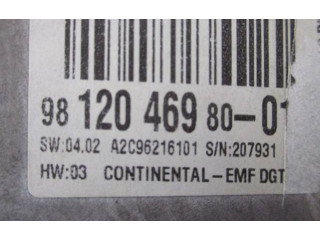 98 120 469 80-01
SW:04.02 A2C96216101 S/N:207931
HW:03 CONTINENTAL-EMF DGT